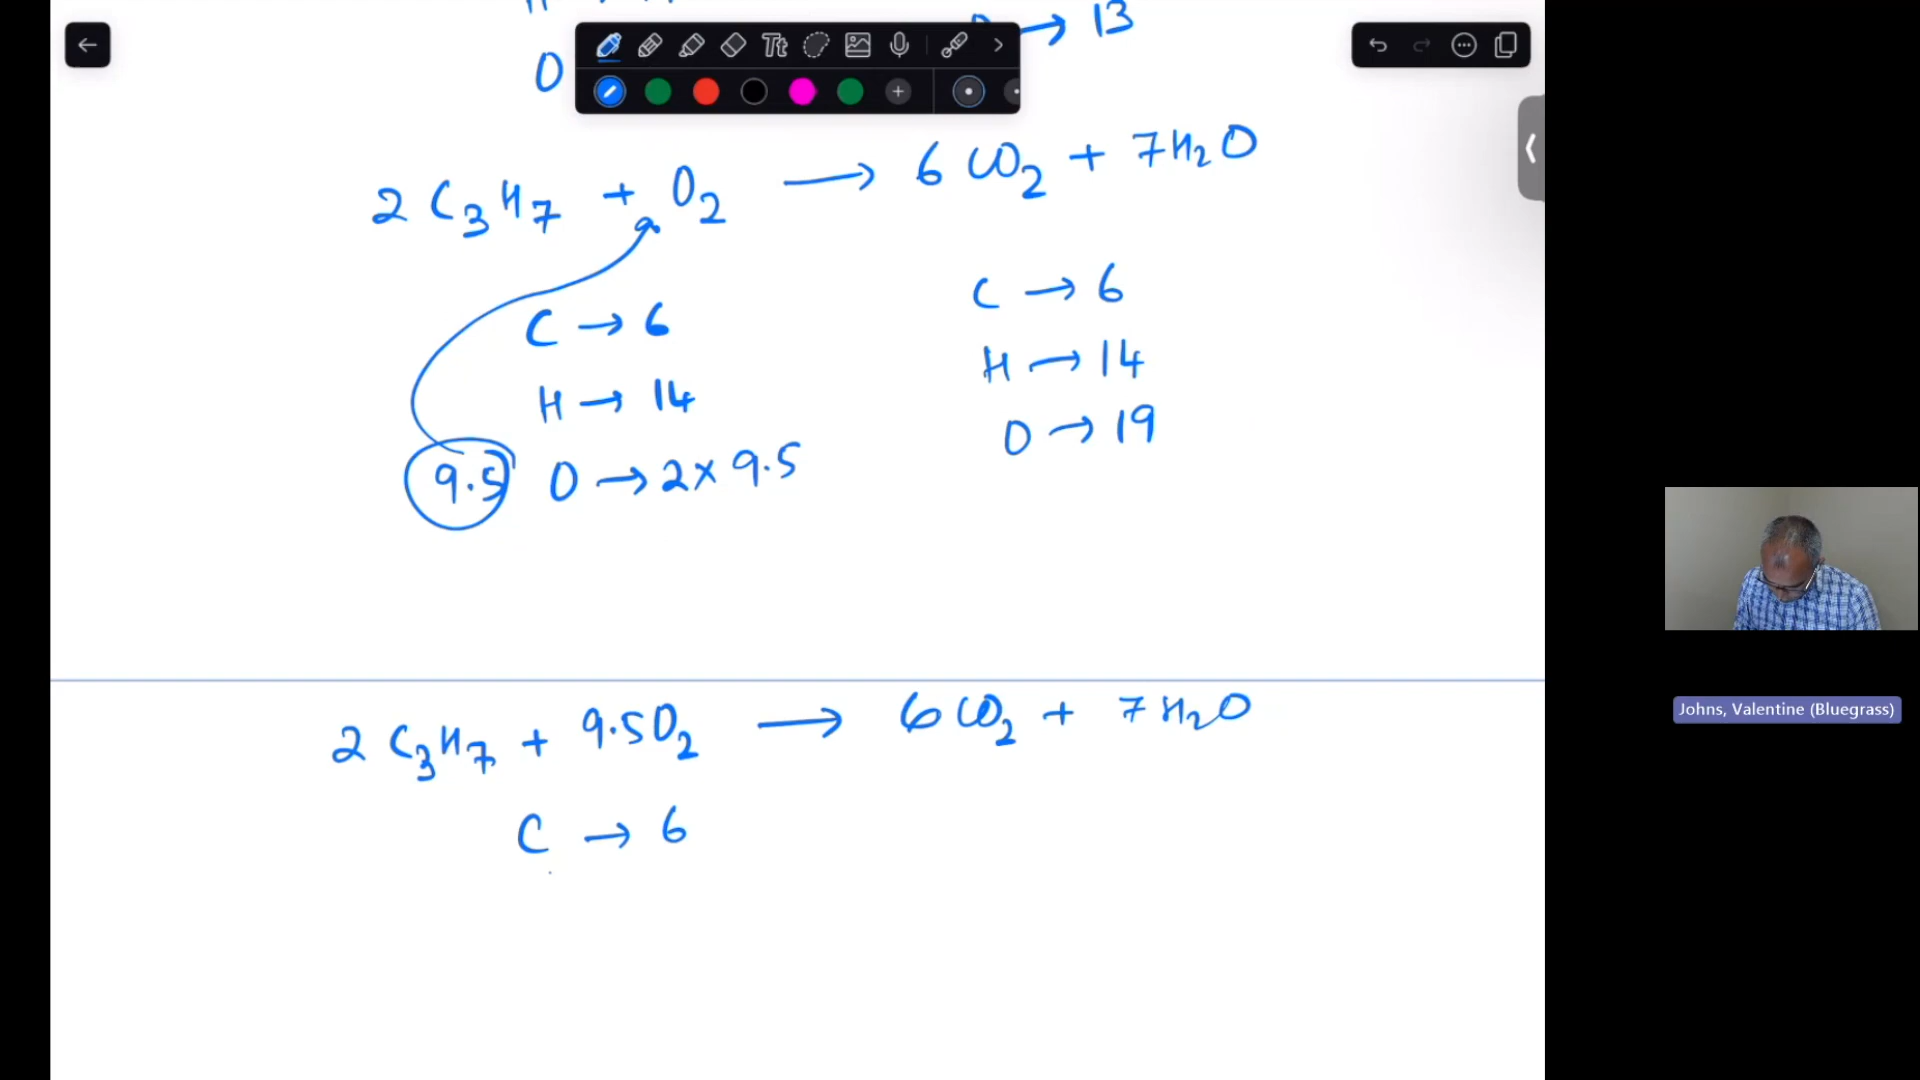 → 13
O
2 C₃H₇ + O₂ → 6 CO₂ + 7H₂O
C → 6
H → 14
9.5 O → 2 x 9.5
C → 6
H → 14
O → 19
2 C₃H₇ + 9.5O₂ → 6 CO₂ + 7 H₂O
C → 6
Tt
Johns, Valentine (Bluegrass)